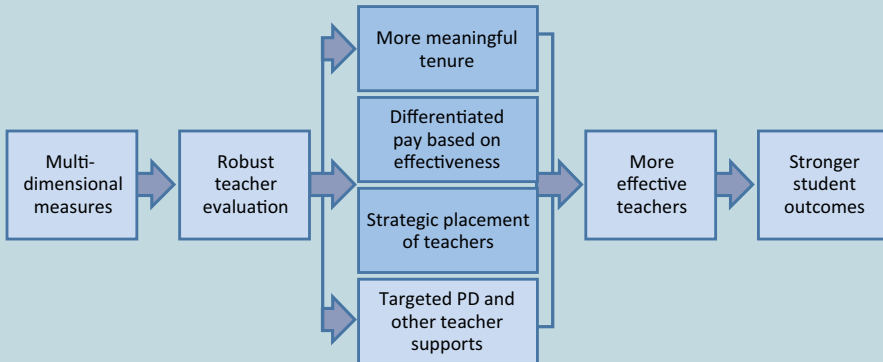 Multi-
dimensional
measures
Robust
teacher
evaluation
More meaningful
tenure
Differentiated
pay based on
effectiveness
Strategic placement
of teachers
Targeted PD and
other teacher
supports
More
effective
teachers
Stronger
student
outcomes